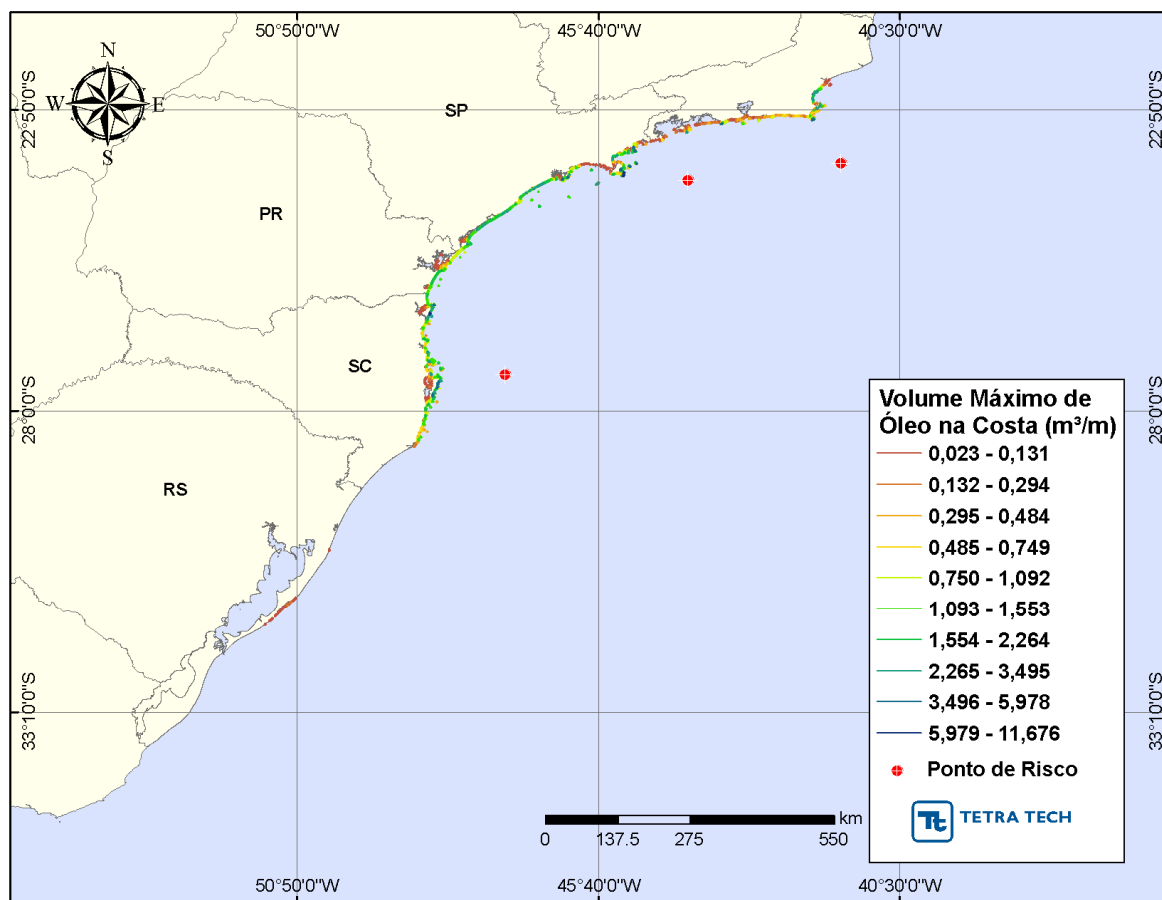 50°50'0"W 45°40'0"W 40°30'0"W
N
W E
S
22°50'0"S 22°50'0"S
SP
PR
SC
28°0'0"S 28°0'0"S
RS
33°10'0"S 33°10'0"S
Volume Máximo de
Óleo na Costa (m³/m)
0,023 - 0,131
0,132 - 0,294
0,295 - 0,484
0,485 - 0,749
0,750 - 1,092
1,093 - 1,553
1,554 - 2,264
2,265 - 3,495
3,496 - 5,978
5,979 - 11,676
Ponto de Risco
Tt TETRA TECH
km
0 137.5 275 550
50°50'0"W 45°40'0"W 40°30'0"W